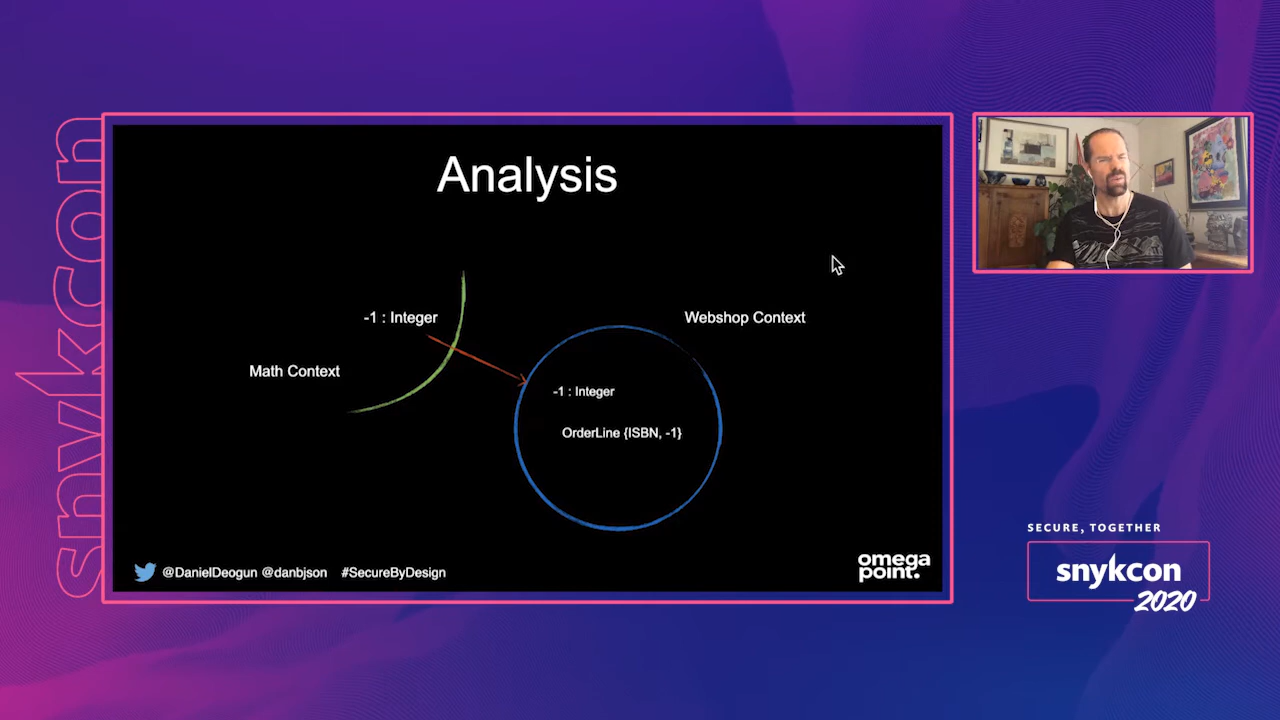 snykcon
Analysis
-1 : Integer
Webshop Context
Math Context
-1 : Integer
OrderLine {ISBN, -1}
@DanielDeogun @danbjson #SecureByDesign
omega
point.
SECURE, TOGETHER
snykcon
2020